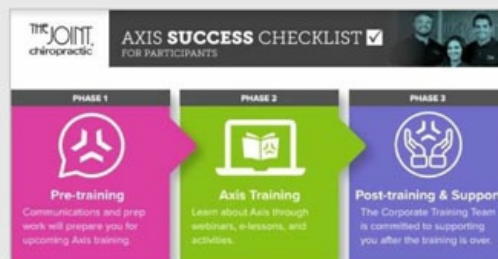 THE JOINT
chiropractic
AXIS SUCCESS CHECKLIST
FOR PARTICIPANTS
PHASE 1
Pre-training
Communications and prep
work will prepare you for
upcoming Axis training.
PHASE 2
Axis Training
Learn about Axis through
webinars, e-lessons, and
activities.
PHASE 3
Post-training & Support
The Corporate Training Team
is committed to supporting
you after the training is over.